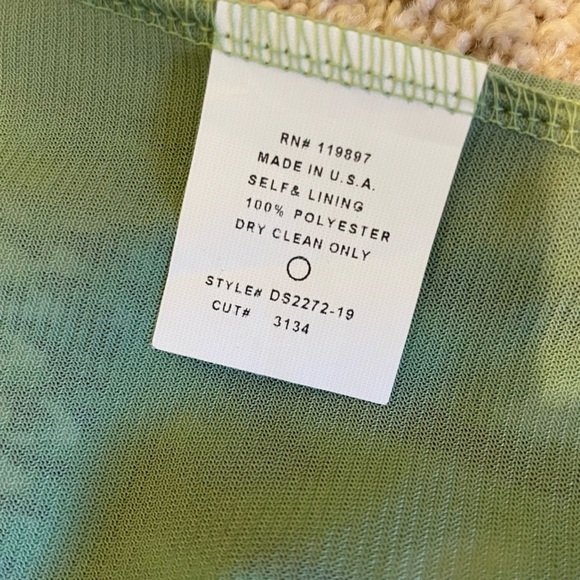 RN# 119897
MADE IN U.S.A.
SELF& LINING
100% POLYESTER
DRY CLEAN ONLY
STYLE# DS2272-19
CUT# 3134